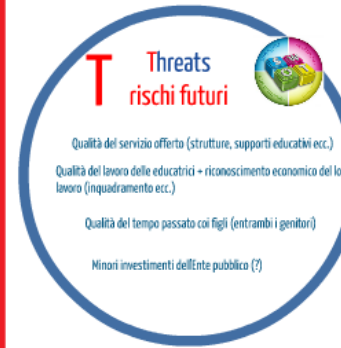 T
Threats
rischi futuri
Qualità del servizio offerto (strutture, supporti educativi ecc.)
Qualità del lavoro delle educatrici + riconoscimento economico del lo
lavoro (inquadramento ecc.)
Qualità del tempo passato coi figli (entrambi i genitori)
Minori investimenti dell'Ente pubblico (?)